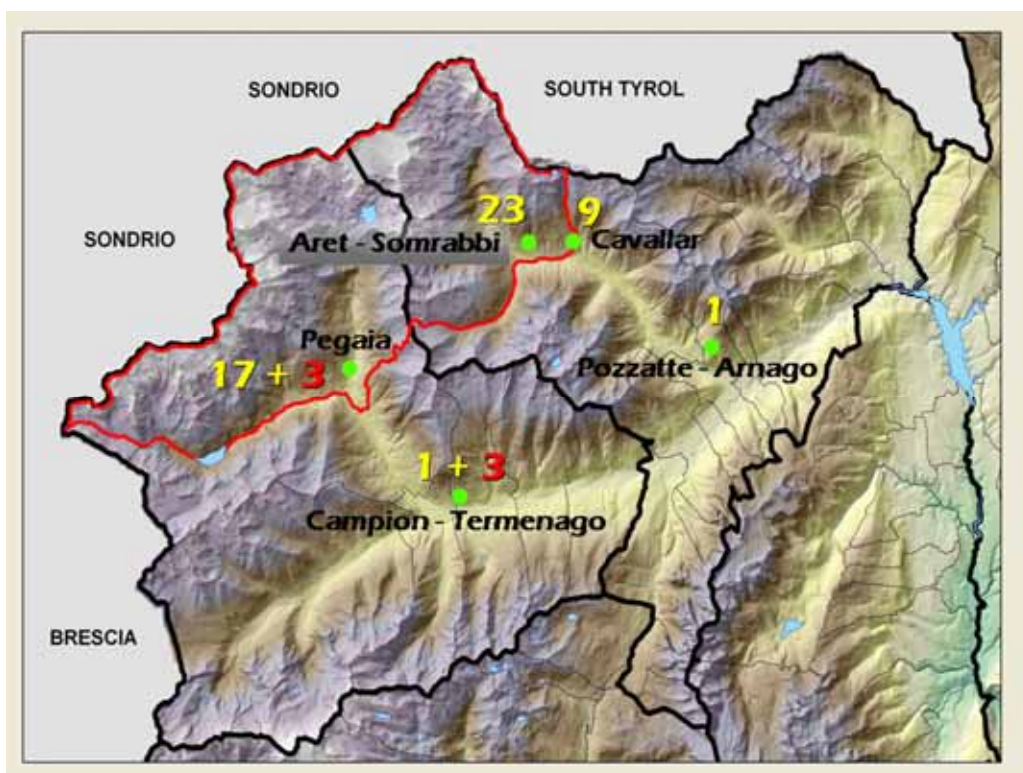 SONDRIO
SOUTH TYROL
23
9
SONDRIO
Aret - Somrabbi
Cavallar
1
Pegaia
Pozzatte - Arnago
17 + 3
1 + 3
Campion - Termenago
BRESCIA